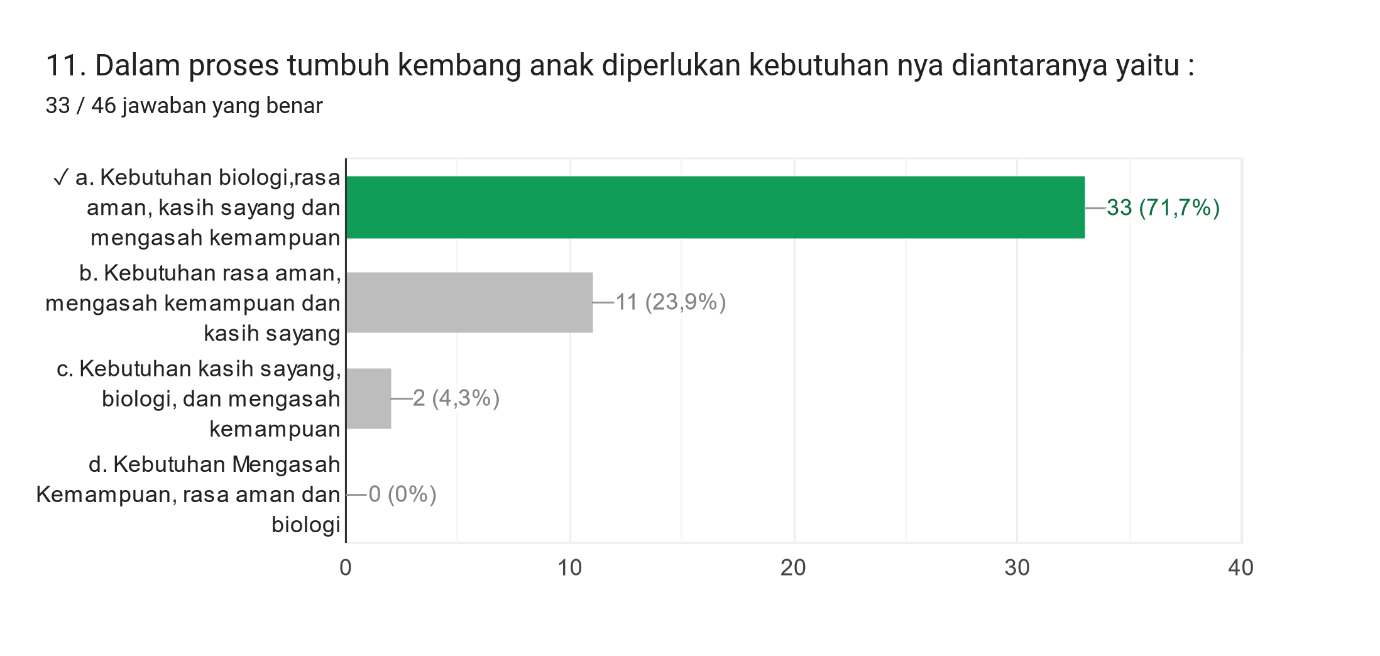 11. Dalam proses tumbuh kembang anak diperlukan kebutuhan nya diantaranya yaitu :
33 / 46 jawaban yang benar
✓ a. Kebutuhan biologi,rasa
aman, kasih sayang dan
mengasah kemampuan
33 (71,7%)
b. Kebutuhan rasa aman,
mengasah kemampuan dan
kasih sayang
11 (23,9%)
c. Kebutuhan kasih sayang,
biologi, dan mengasah
kemampuan
2 (4,3%)
d. Kebutuhan Mengasah
Kemampuan, rasa aman dan
biologi
0 (0%)
0 10 20 30 40